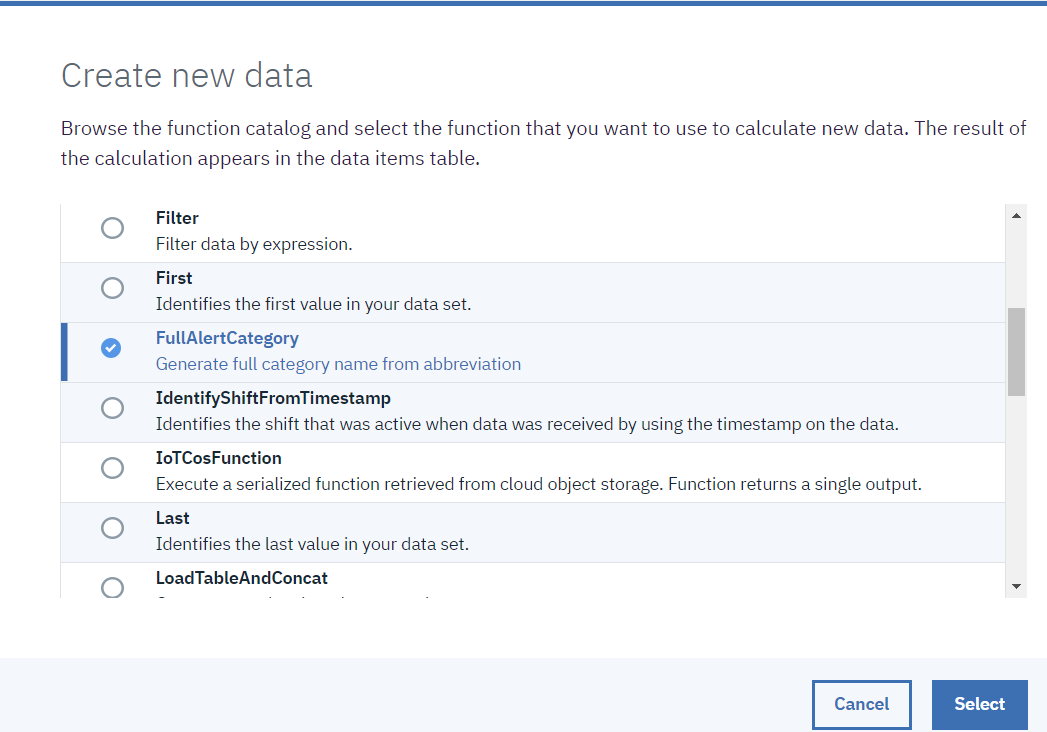 Create new data
Browse the function catalog and select the function that you want to use to calculate new data. The result of
the calculation appears in the data items table.
Filter
Filter data by expression.
First
Identifies the first value in your data set.
FullAlertCategory
Generate full category name from abbreviation
IdentifyShiftFromTimestamp
Identifies the shift that was active when data was received by using the timestamp on the data.
IoTCosFunction
Execute a serialized function retrieved from cloud object storage. Function returns a single output.
Last
Identifies the last value in your data set.
LoadTableAndConcat
Cancel
Select